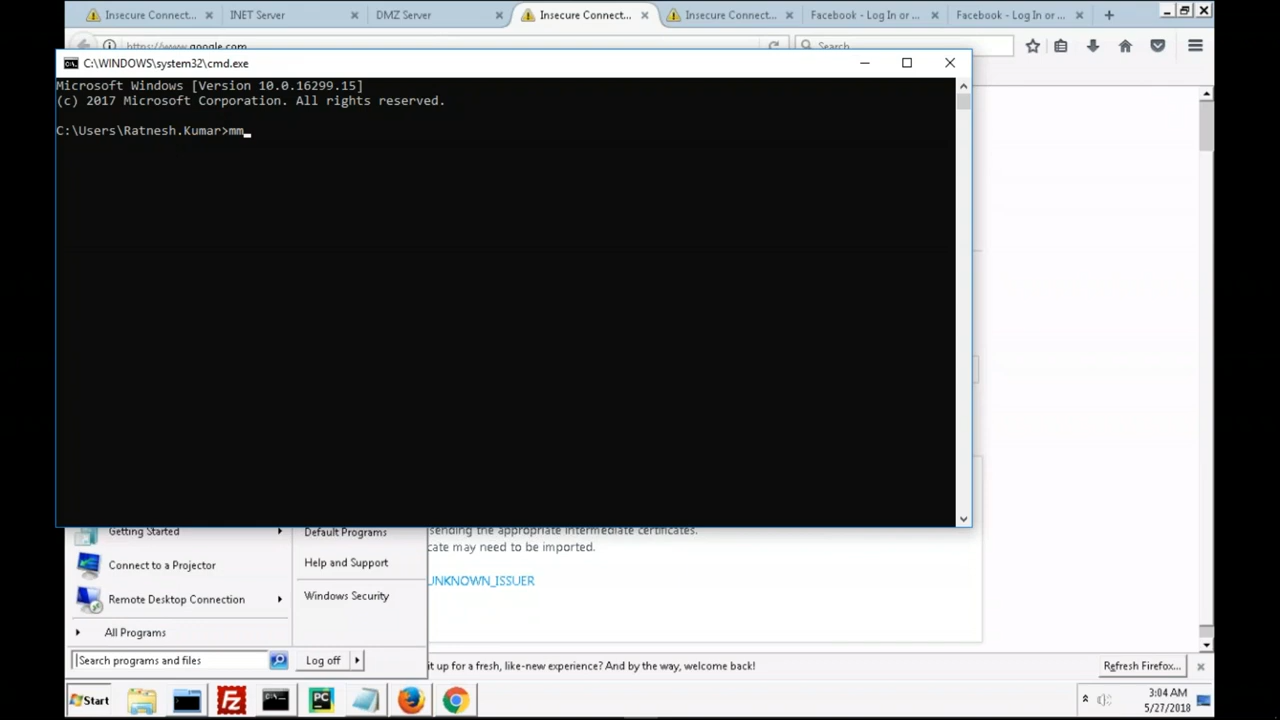 Insecure Connect...
INET Server
DMZ Server
Insecure Connect...
Insecure Connect...
Facebook - Log In or ...
Facebook - Log In or ...
https://www.google.com
Search
C:\WINDOWS\system32\cmd.exe
Microsoft Windows [Version 10.0.16299.15]
(c) 2017 Microsoft Corporation. All rights reserved.
C:\Users\Ratnesh.Kumar>mm_
sending the appropriate intermediate certificates.
cate may need to be imported.
UNKNOWN_ISSUER
Getting Started
Default Programs
Connect to a Projector
Help and Support
Remote Desktop Connection
Windows Security
All Programs
Search programs and files
Log off
it up for a fresh, like-new experience? And by the way, welcome back!
Refresh Firefox...
Start
Fz
PC
3:04 AM
5/27/2018